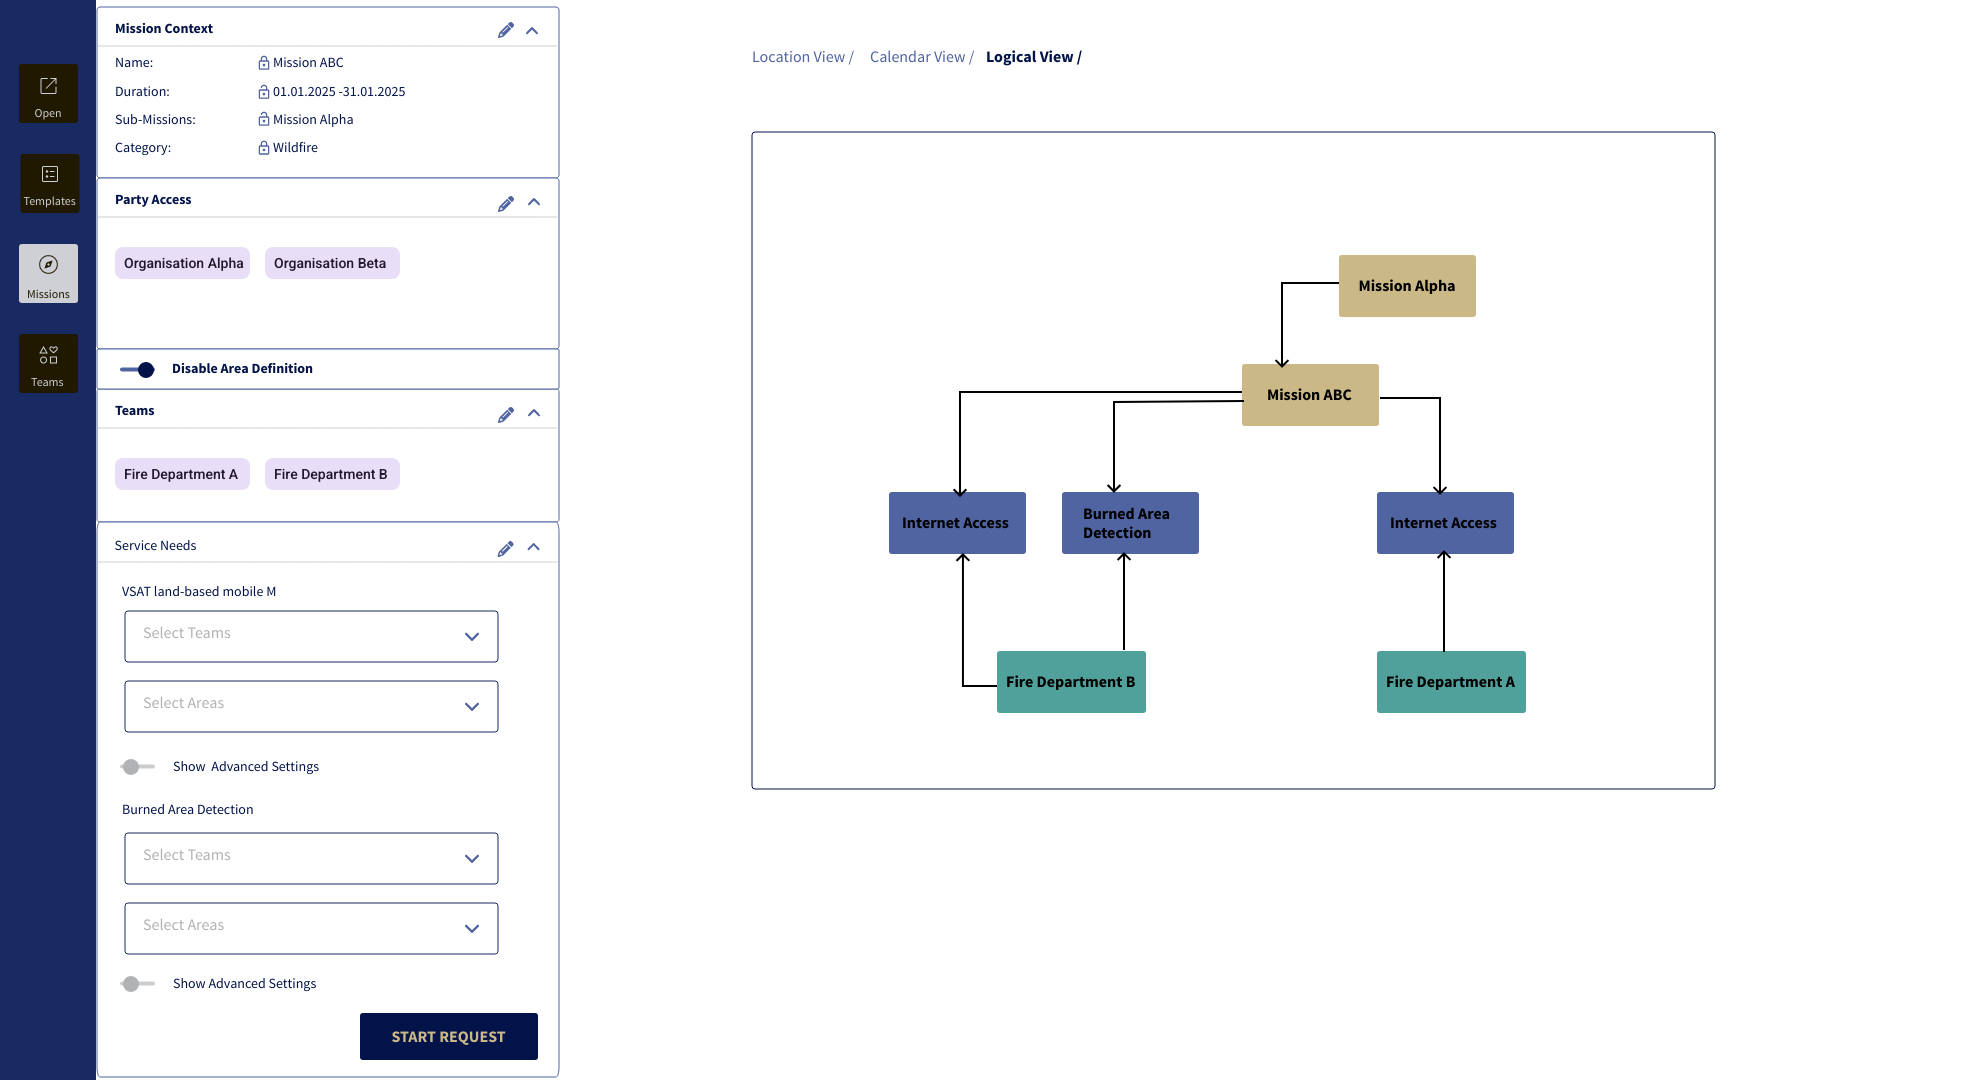 Open
Templates
Missions
Teams
Mission Context
Name: Mission ABC
Duration: 01.01.2025 -31.01.2025
Sub-Missions: Mission Alpha
Category: Wildfire
Party Access
Organisation Alpha Organisation Beta
Disable Area Definition
Teams
Fire Department A Fire Department B
Service Needs
VSAT land-based mobile M
Select Teams
Select Areas
Show  Advanced Settings
Burned Area Detection
Select Teams
Select Areas
Show Advanced Settings
START REQUEST
Location View / Calendar View / Logical View /
Mission Alpha
Mission ABC
Internet Access
Burned Area
Detection
Internet Access
Fire Department B
Fire Department A